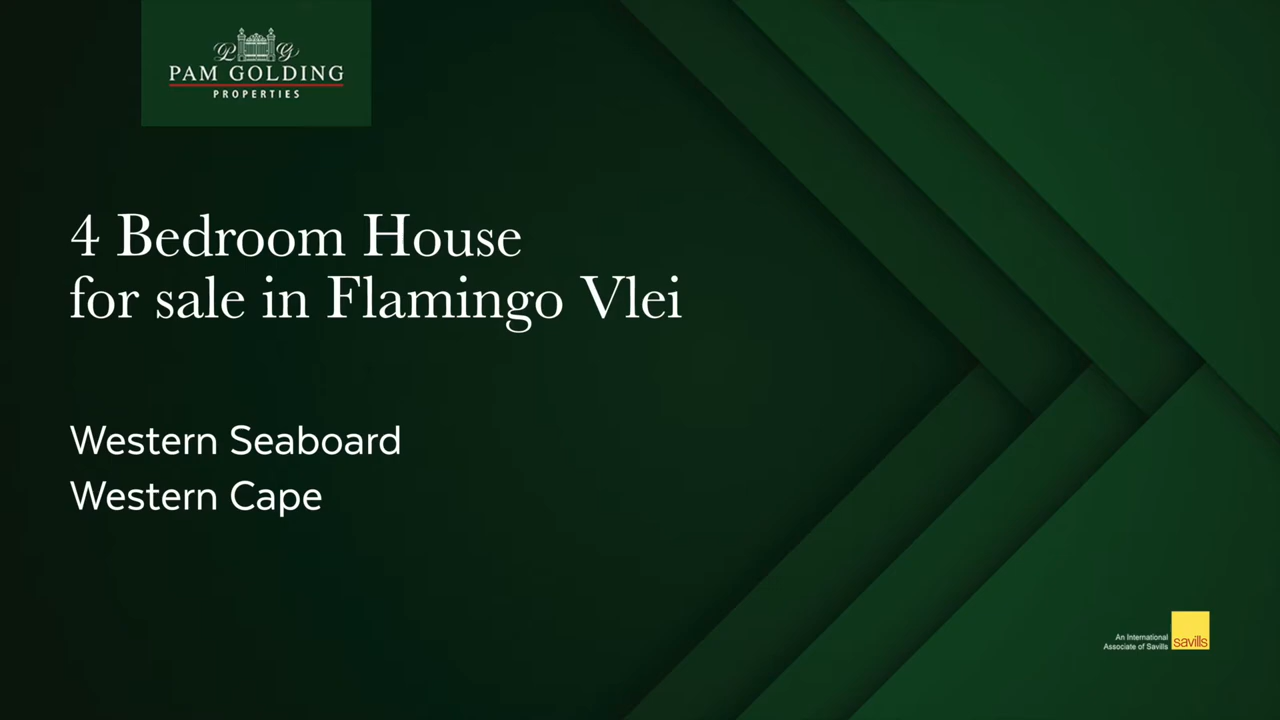 PG
PAM GOLDING
PROPERTIES
4 Bedroom House
for sale in Flamingo Vlei
Western Seaboard
Western Cape
An International
Associate of Savills
savills